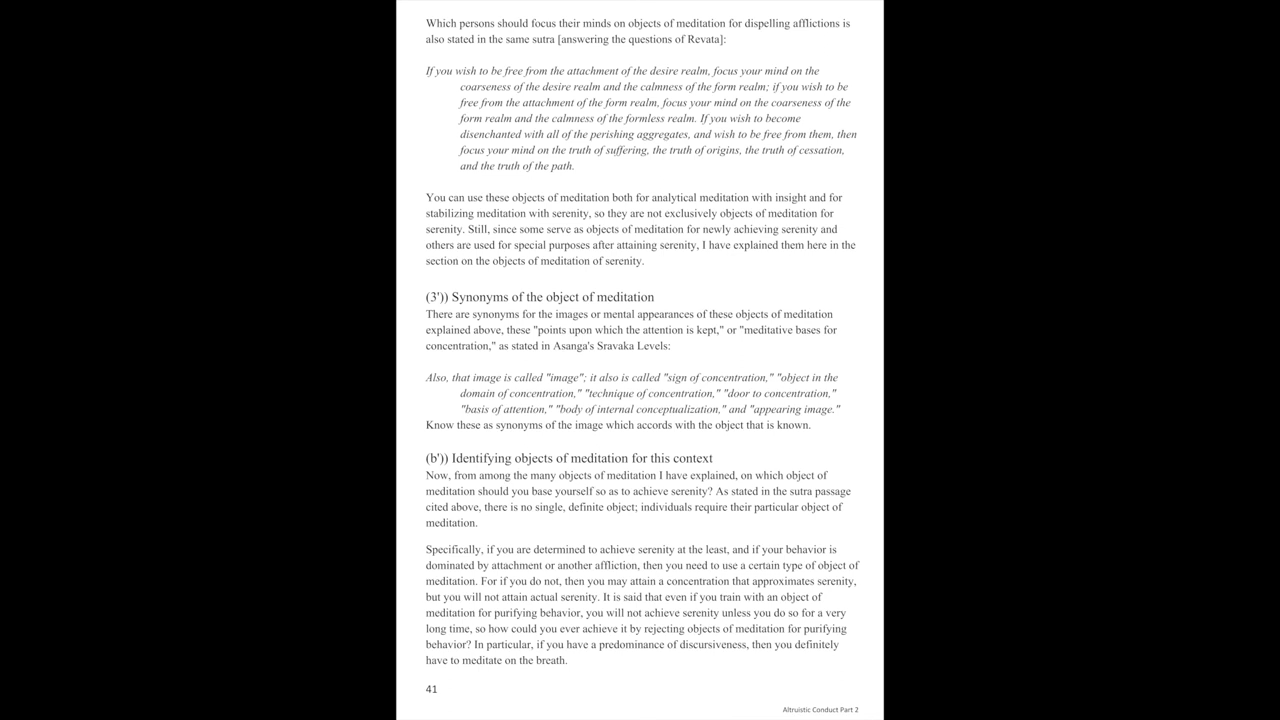 Which persons should focus their minds on objects of meditation for dispelling afflictions is
also stated in the same sutra [answering the questions of Revata]:
If you wish to be free from the attachment of the desire realm, focus your mind on the
coarseness of the desire realm and the calmness of the form realm; if you wish to be
free from the attachment of the form realm, focus your mind on the coarseness of the
form realm and the calmness of the formless realm. If you wish to become
disenchanted with all of the perishing aggregates, and wish to be free from them, then
focus your mind on the truth of suffering, the truth of origins, the truth of cessation,
and the truth of the path.
You can use these objects of meditation both for analytical meditation with insight and for
stabilizing meditation with serenity, so they are not exclusively objects of meditation for
serenity. Still, since some serve as objects of meditation for newly achieving serenity and
others are used for special purposes after attaining serenity, I have explained them here in the
section on the objects of meditation of serenity.
(3')) Synonyms of the object of meditation
There are synonyms for the images or mental appearances of these objects of meditation
explained above, these "points upon which the attention is kept," or "meditative bases for
concentration," as stated in Asanga's Sravaka Levels:
Also, that image is called "image"; it also is called "sign of concentration," "object in the
domain of concentration," "technique of concentration," "door to concentration,"
"basis of attention," "body of internal conceptualization," and "appearing image."
Know these as synonyms of the image which accords with the object that is known.
(b')) Identifying objects of meditation for this context
Now, from among the many objects of meditation I have explained, on which object of
meditation should you base yourself so as to achieve serenity? As stated in the sutra passage
cited above, there is no single, definite object; individuals require their particular object of
meditation.
Specifically, if you are determined to achieve serenity at the least, and if your behavior is
dominated by attachment or another affliction, then you need to use a certain type of object of
meditation. For if you do not, then you may attain a concentration that approximates serenity,
but you will not attain actual serenity. It is said that even if you train with an object of
meditation for purifying behavior, you will not achieve serenity unless you do so for a very
long time, so how could you ever achieve it by rejecting objects of meditation for purifying
behavior? In particular, if you have a predominance of discursiveness, then you definitely
have to meditate on the breath.
41
Altruistic Conduct Part 2